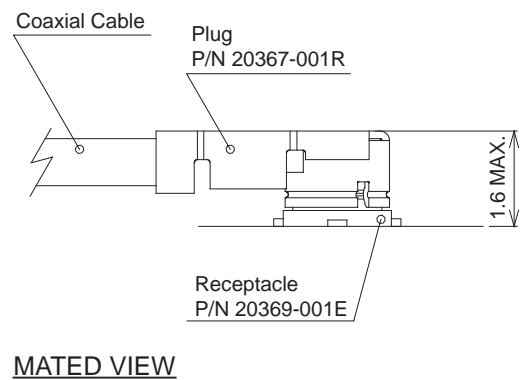 Coaxial Cable
Plug
P/N 20367-001R
1.6 MAX.
Receptacle
P/N 20369-001E
MATED VIEW